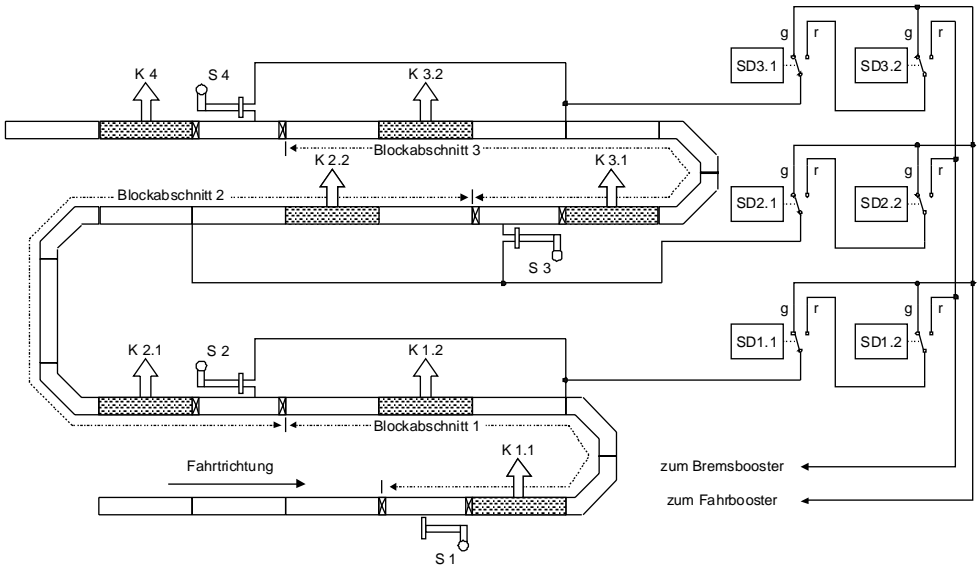 g r g r
SD3.1 SD3.2
K 4 S 4 K 3.2
Blockabschnitt 3
K 2.2 K 3.1
g r g r
Blockabschnitt 2
SD2.1 SD2.2
S 3
g r g r
SD1.1 SD1.2
K 2.1 S 2 K 1.2
Blockabschnitt 1
K 1.1
Fahrtrichtung
zum Bremsbooster
zum Fahrbooster
S 1